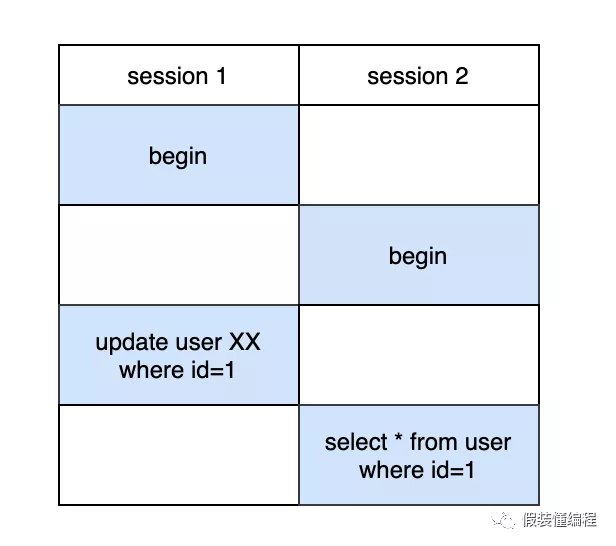 session 1
session 2
begin
begin
update user XX
where id=1
select * from user
where id=1
假装懂编程